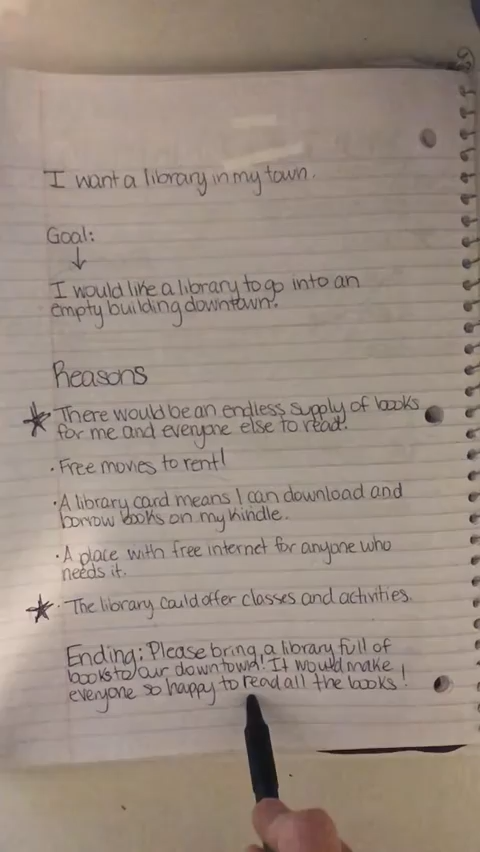 I want a library in my town.
Goal:
↓
I would like a library to go into an
empty building downtown.
Reasons
★ There would be an endless supply of books
for me and everyone else to read!
· Free movies to rent!
· A library card means I can download and
borrow books on my kindle.
· A place with free internet for anyone who
needs it.
★ · The library could offer classes and activities.
Ending: Please bring a library full of
books to our downtown! It would make
everyone so happy to read all the books!